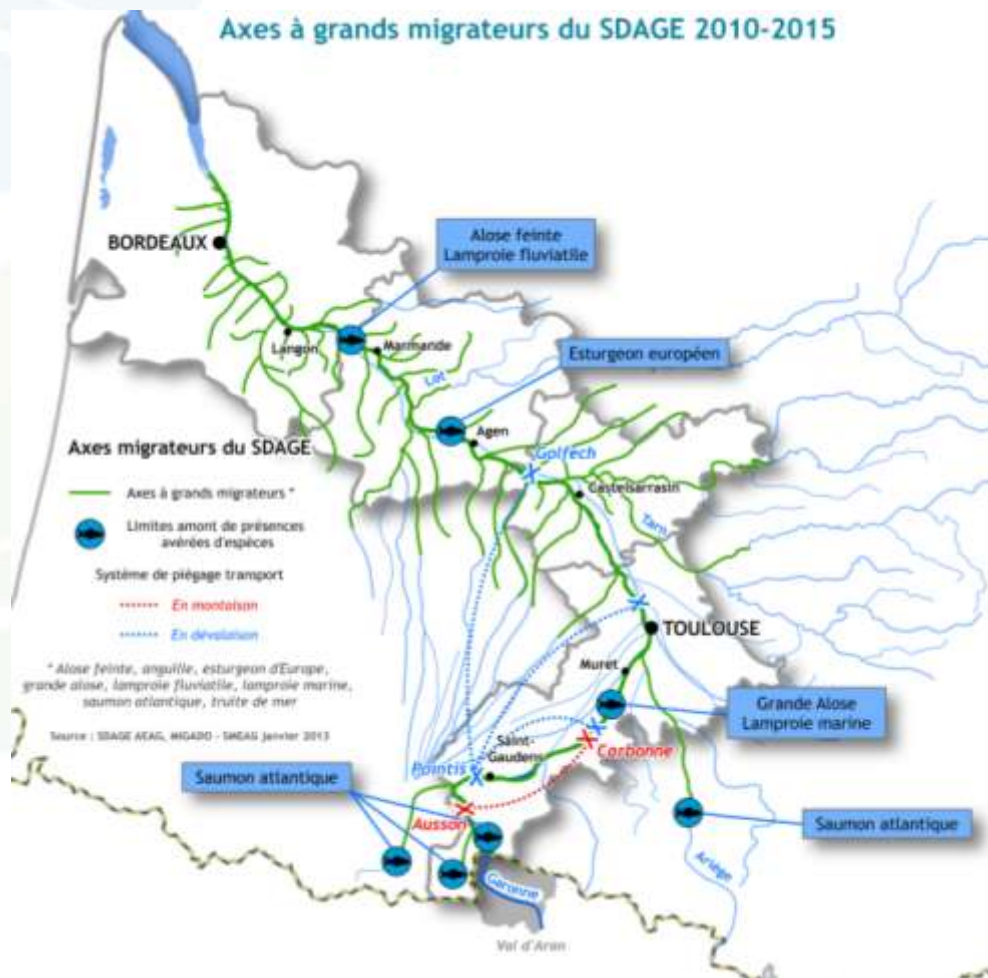 Axes à grands migrateurs du SDAGE 2010-2015
BORDEAUX
Alose feinte
Lamproie fluviatile
Langon
Marmande
Lot
Esturgeon européen
Agen
Golfech
Castelsarrasin
Tarn
Axes migrateurs du SDAGE
Axes à grands migrateurs *
Limites amont de présences
avérées d'espèces
Système de piégage transport
En montaison
En dévalaison
* Alose feinte, anguille, esturgeon d'Europe,
grande alose, lamproie fluviatile, lamproie marine,
saumon atlantique, truite de mer
Source : SDAGE AEAG, MIGADO - SMEAG janvier 2013
TOULOUSE
Muret
Grande Alose
Lamproie marine
Carbonne
Saint-
Gaudens
Pointis
Saumon atlantique
Ausson
Saumon atlantique
Ariège
Garonne
Val d'Aran